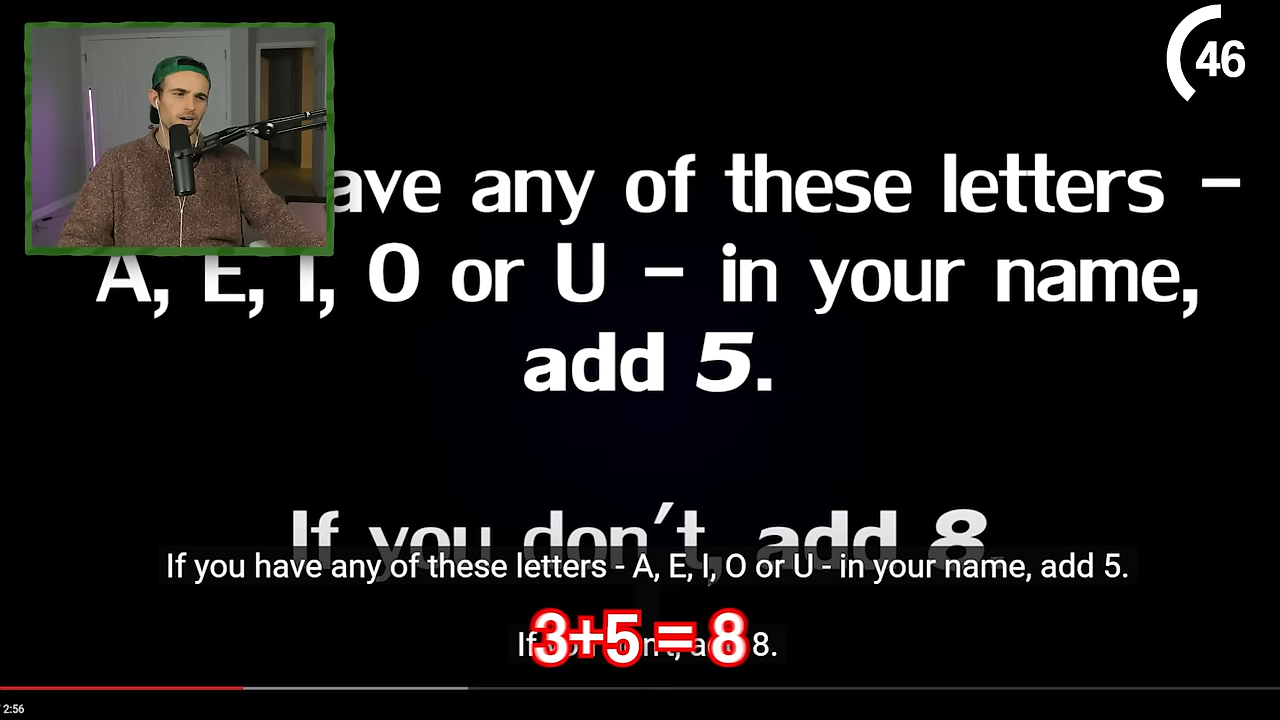 46
ave any of these letters -
A, E, I, O or U - in your name,
add 5.
If you don't, add 8.
If you have any of these letters - A, E, I, O or U - in your name, add 5.
3+5 = 8
If 8.
2:56